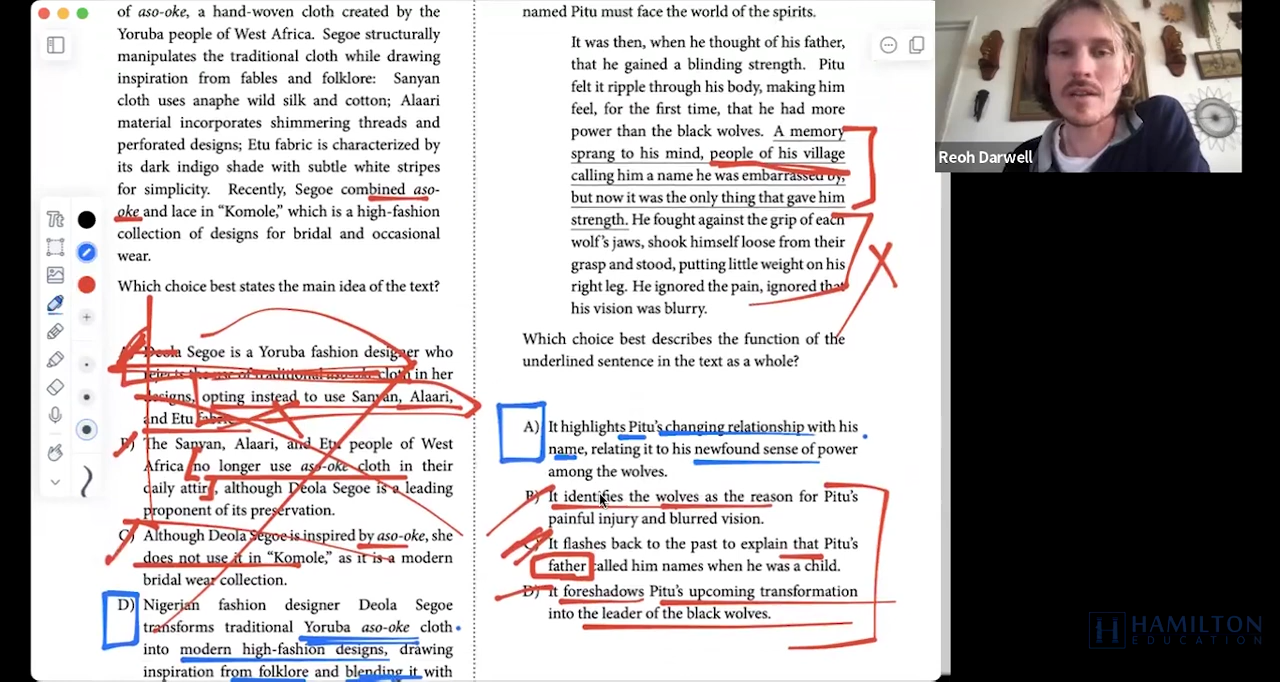 of aso-oke, a hand-woven cloth created by the
Yoruba people of West Africa. Segoe structurally
manipulates the traditional cloth while drawing
inspiration from fables and folklore: Sanyan
cloth uses anaphe wild silk and cotton; Alaari
material incorporates shimmering threads and
perforated designs; Etu fabric is characterized by
its dark indigo shade with subtle white stripes
for simplicity. Recently, Segoe combined aso-
oke and lace in “Komole,” which is a high-fashion
collection of designs for bridal and occasional
wear.
Which choice best states the main idea of the text?
Deola Segoe is a Yoruba fashion designer who
rejects the use of traditional aso-oke cloth in her
designs, opting instead to use Sanyan, Alaari,
and Etu fabric.
B) The Sanyan, Alaari, and Etu people of West
Africa no longer use aso-oke cloth in their
daily attire, although Deola Segoe is a leading
proponent of its preservation.
C) Although Deola Segoe is inspired by aso-oke, she
does not use it in “Komole,” as it is a modern
bridal wear collection.
D) Nigerian fashion designer Deola Segoe
transforms traditional Yoruba aso-oke cloth
into modern high-fashion designs, drawing
inspiration from folklore and blending it with
named Pitu must face the world of the spirits.
It was then, when he thought of his father,
that he gained a blinding strength. Pitu
felt it ripple through his body, making him
feel, for the first time, that he had more
power than the black wolves. A memory
sprang to his mind, people of his village
calling him a name he was embarrassed by,
but now it was the only thing that gave him
strength. He fought against the grip of each
wolf’s jaws, shook himself loose from their
grasp and stood, putting little weight on his
right leg. He ignored the pain, ignored that
his vision was blurry.
Which choice best describes the function of the
underlined sentence in the text as a whole?
A) It highlights Pitu’s changing relationship with his
name, relating it to his newfound sense of power
among the wolves.
B) It identifies the wolves as the reason for Pitu’s
painful injury and blurred vision.
C) It flashes back to the past to explain that Pitu’s
father called him names when he was a child.
D) It foreshadows Pitu’s upcoming transformation
into the leader of the black wolves.
Tt
Reoh Darwell
HAMILTON
EDUCATION